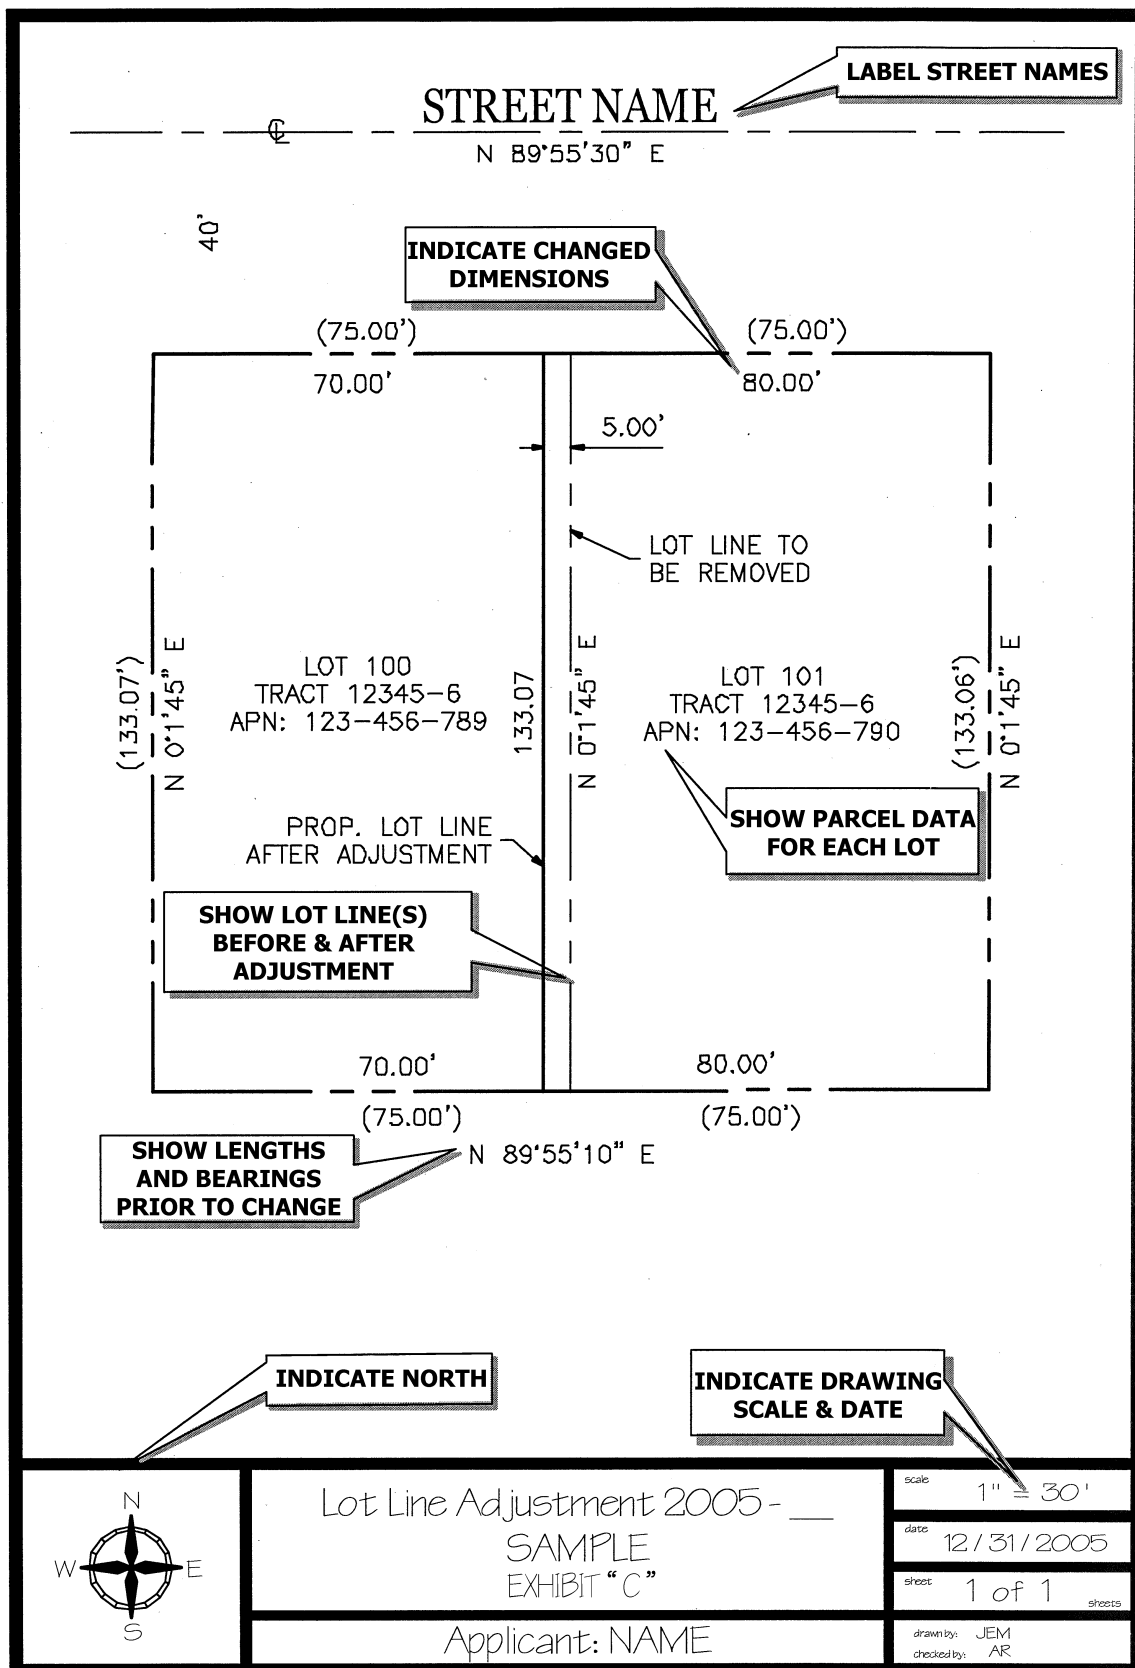 LABEL STREET NAMES
STREET NAME
℄
N 89°55'30" E
40'
INDICATE CHANGED
DIMENSIONS
(75.00') (75.00')
70.00' 80.00'
5.00'
LOT LINE TO
BE REMOVED
(133.07')
N 0°1'45" E
LOT 100
TRACT 12345-6
APN: 123-456-789
133.07
N 0°1'45" E
LOT 101
TRACT 12345-6
APN: 123-456-790
(133.06')
N 0°1'45" E
SHOW PARCEL DATA
FOR EACH LOT
PROP. LOT LINE
AFTER ADJUSTMENT
SHOW LOT LINE(S)
BEFORE & AFTER
ADJUSTMENT
70.00' 80.00'
(75.00') (75.00')
SHOW LENGTHS
AND BEARINGS
PRIOR TO CHANGE
N 89°55'10" E
INDICATE NORTH
INDICATE DRAWING
SCALE & DATE
N
W E
S
Lot Line Adjustment 2005 - __
SAMPLE
EXHIBIT "C"
Applicant: NAME
scale 1" = 30'
date 12/31/2005
sheet 1 of 1 sheets
drawn by: JEM
checked by: AR